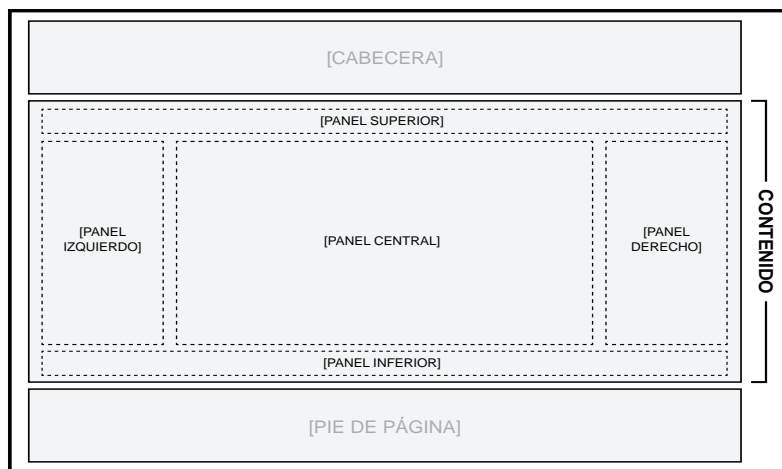 [CABECERA]
[PANEL SUPERIOR]
[PANEL
IZQUIERDO]
[PANEL CENTRAL]
[PANEL
DERECHO]
CONTENIDO
[PANEL INFERIOR]
[PIE DE PÁGINA]